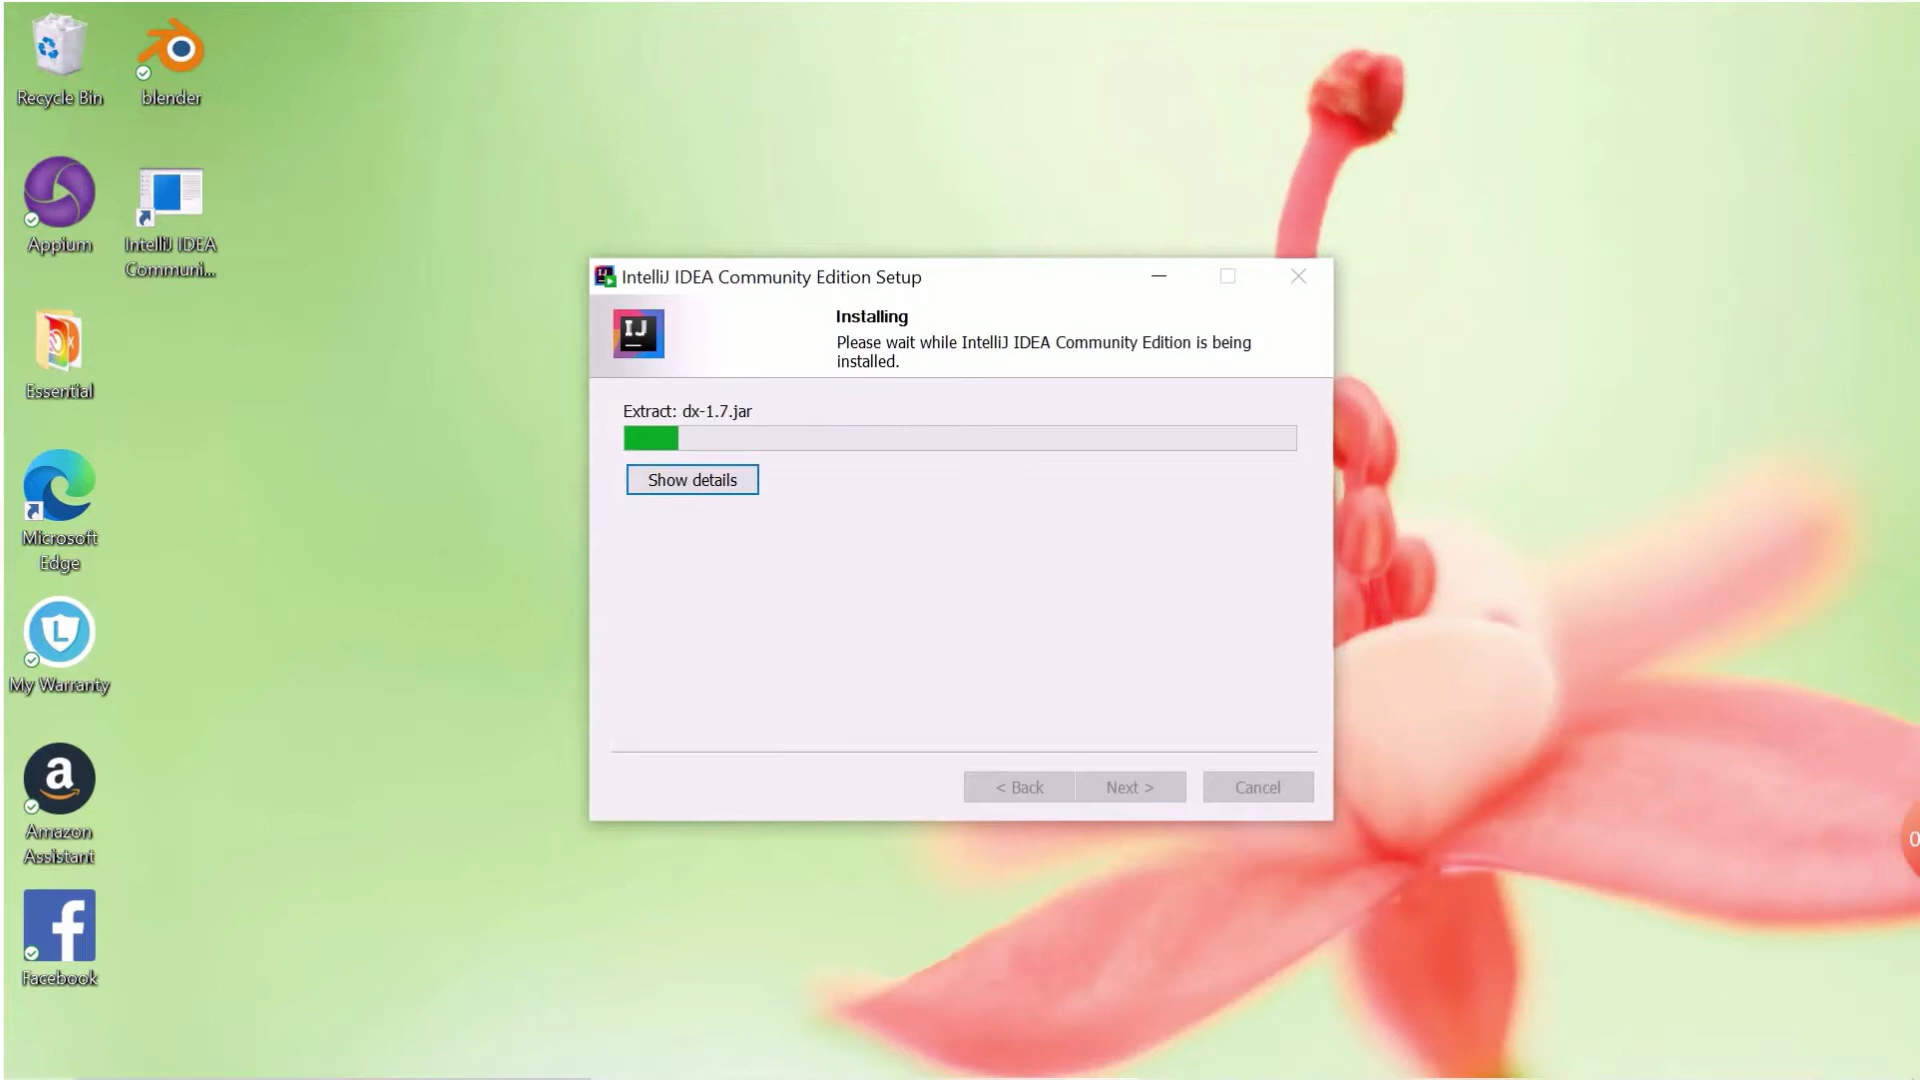 Recycle Bin
blender
Appium
IntelliJ IDEA
Communi...
Essential
Microsoft
Edge
L
My Warranty
a
Amazon
Assistant
f
Facebook
IntelliJ IDEA Community Edition Setup
IJ
Installing
Please wait while IntelliJ IDEA Community Edition is being
installed.
Extract: dx-1.7.jar
Show details
< Back
Next >
Cancel
0